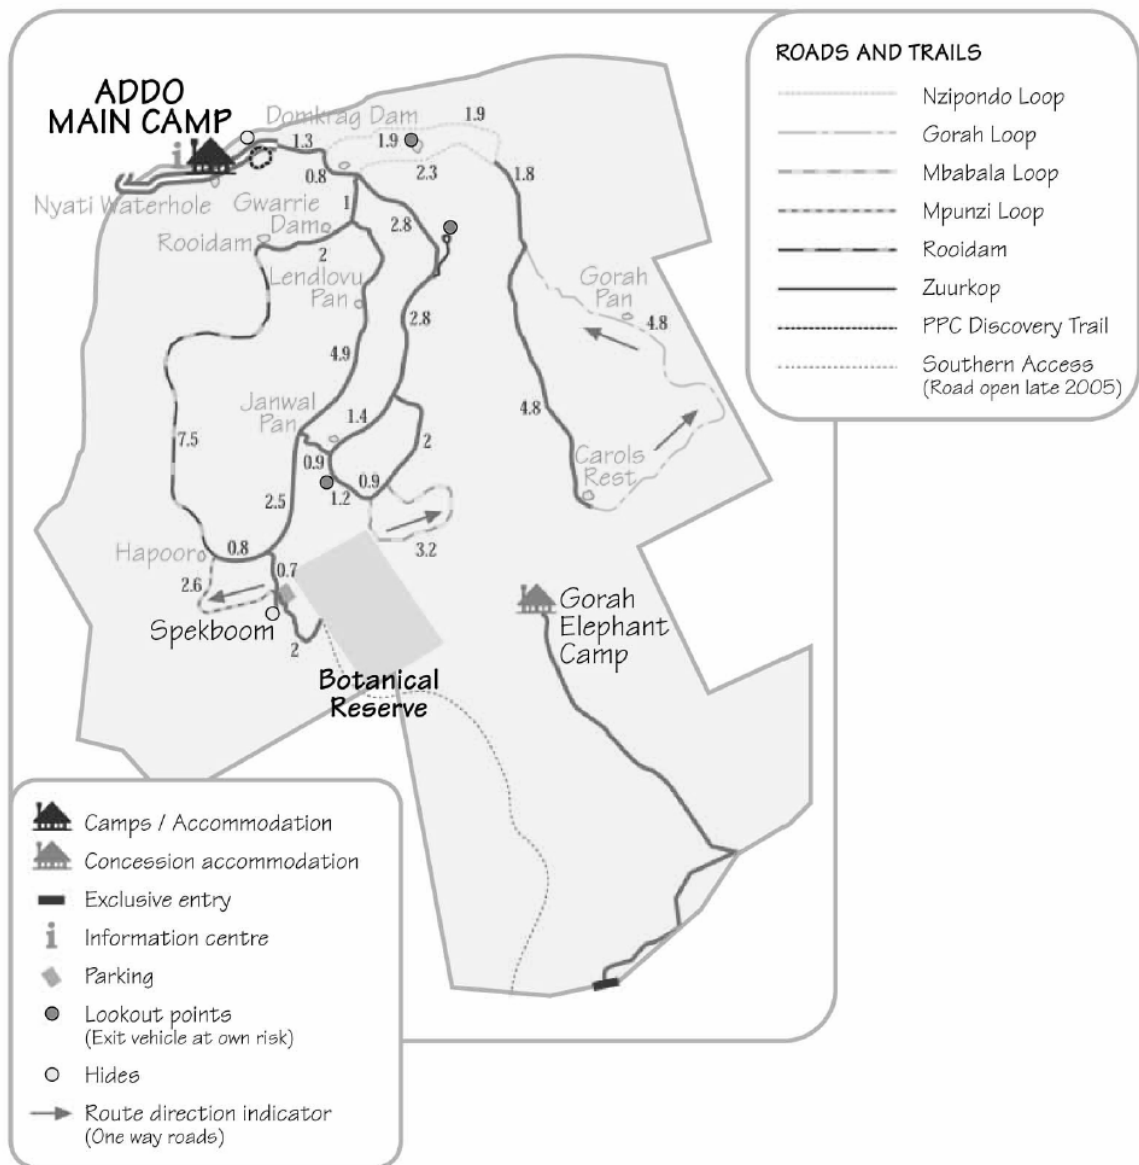 ADDO
MAIN CAMP
Domkrag Dam
1.9
1.3
1.9
0.8
2.3
1.8
Nyati Waterhole
Gwarrie
Dam
1
2.8
Rooidam
2
Lendlovu
Pan
Gorah
Pan
2.8
4.8
4.9
Janwal
Pan
1.4
4.8
7.5
2
Carols
Rest
0.9
0.9
1.2
2.5
Hapoor
0.8
3.2
0.7
2.6
Spekboom
2
Gorah
Elephant
Camp
Botanical
Reserve
ROADS AND TRAILS
Nzipondo Loop
Gorah Loop
Mbabala Loop
Mpunzi Loop
Rooidam
Zuurkop
PPC Discovery Trail
Southern Access
(Road open late 2005)
Camps / Accommodation
Concession accommodation
Exclusive entry
i Information centre
Parking
Lookout points
(Exit vehicle at own risk)
Hides
Route direction indicator
(One way roads)